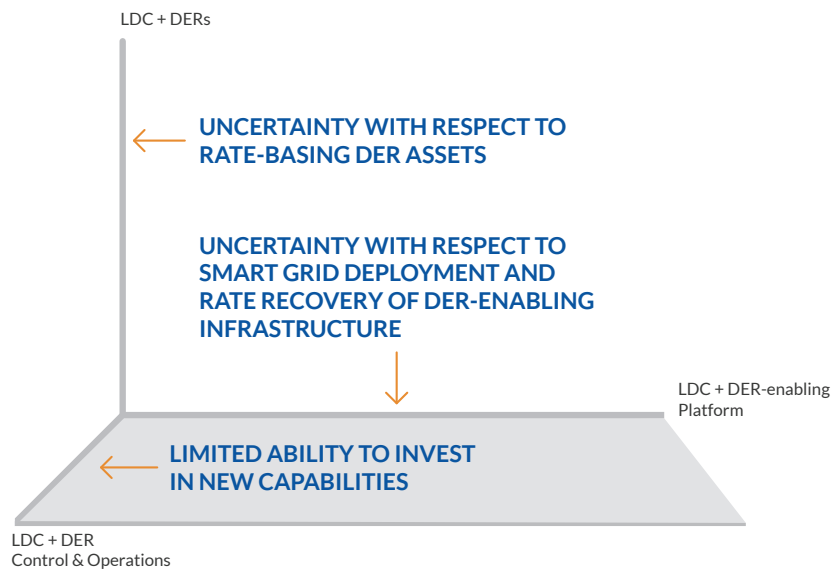 LDC + DERs
UNCERTAINTY WITH RESPECT TO
RATE-BASING DER ASSETS
UNCERTAINTY WITH RESPECT TO
SMART GRID DEPLOYMENT AND
RATE RECOVERY OF DER-ENABLING
INFRASTRUCTURE
LDC + DER-enabling
Platform
LIMITED ABILITY TO INVEST
IN NEW CAPABILITIES
LDC + DER
Control & Operations